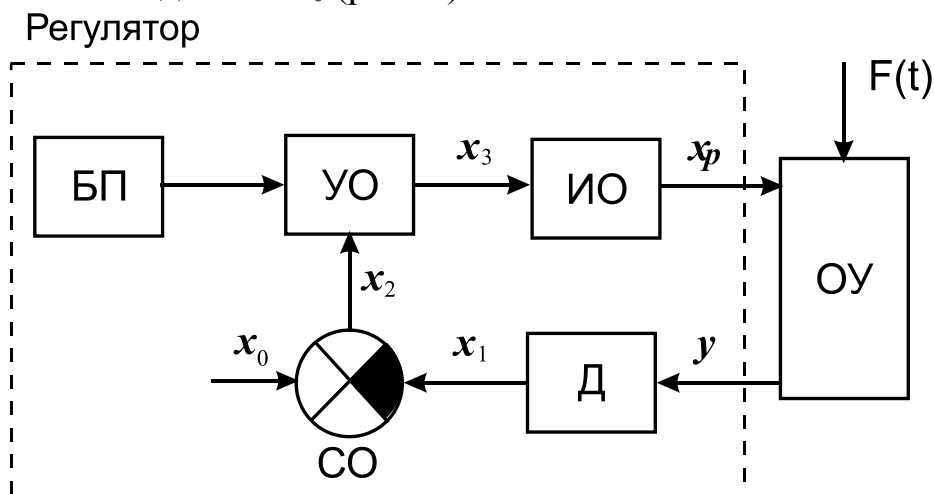 Регулятор
F(t)
БП
УО
x₃
ИО
xₚ
ОУ
x₂
x₀
x₁
Д
y
СО